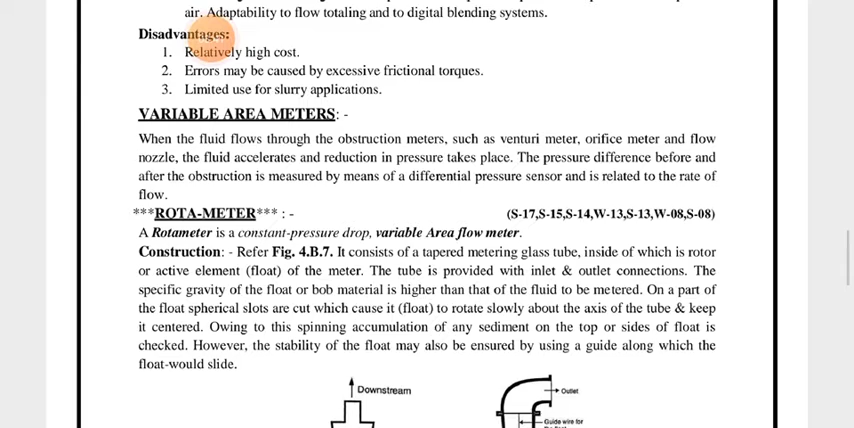 air. Adaptability to flow totaling and to digital blending systems.
Disadvantages:
1. Relatively high cost.
2. Errors may be caused by excessive frictional torques.
3. Limited use for slurry applications.
VARIABLE AREA METERS: -
When the fluid flows through the obstruction meters, such as venturi meter, orifice meter and flow
nozzle, the fluid accelerates and reduction in pressure takes place. The pressure difference before and
after the obstruction is measured by means of a differential pressure sensor and is related to the rate of
flow.
***ROTA-METER*** : - (S-17,S-15,S-14,W-13,S-13,W-08,S-08)
A Rotameter is a constant-pressure drop, variable Area flow meter.
Construction: - Refer Fig. 4.B.7. It consists of a tapered metering glass tube, inside of which is rotor
or active element (float) of the meter. The tube is provided with inlet & outlet connections. The
specific gravity of the float or bob material is higher than that of the fluid to be metered. On a part of
the float spherical slots are cut which cause it (float) to rotate slowly about the axis of the tube & keep
it centered. Owing to this spinning accumulation of any sediment on the top or sides of float is
checked. However, the stability of the float may also be ensured by using a guide along which the
float-would slide.
Downstream
Outlet
Guide wire for